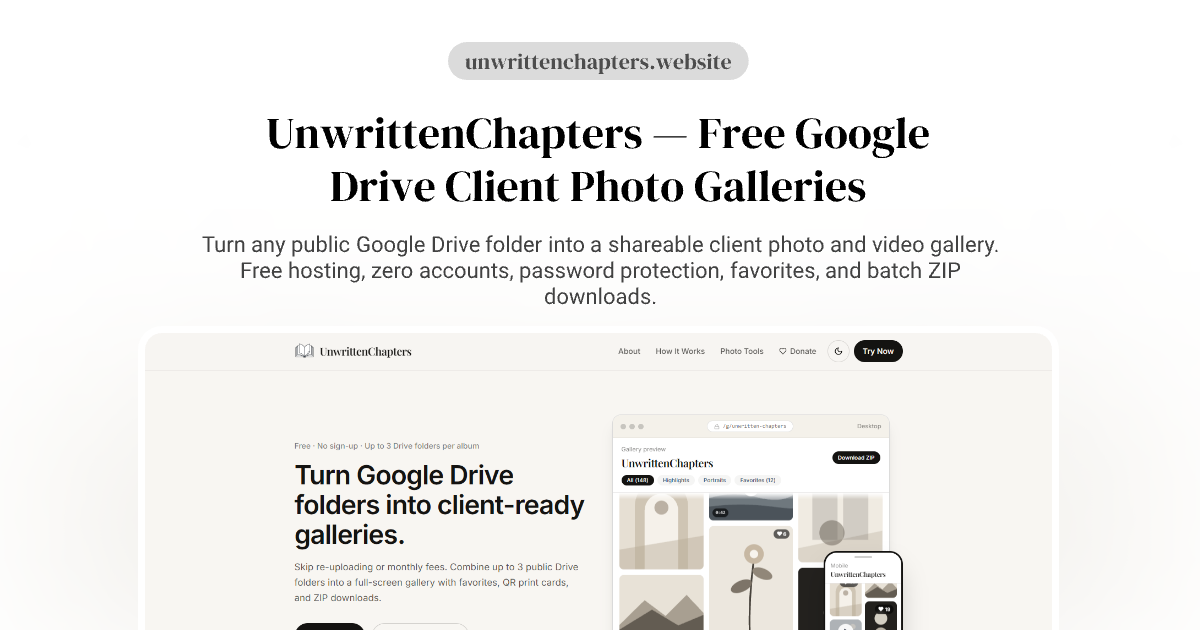 unwrittenchapters.website
UnwrittenChapters — Free Google
Drive Client Photo Galleries
Turn any public Google Drive folder into a shareable client photo and video gallery.
Free hosting, zero accounts, password protection, favorites, and batch ZIP
downloads.
UnwrittenChapters
About How It Works Photo Tools Donate Try Now
Free · No sign-up · Up to 3 Drive folders per album
Turn Google Drive
folders into client-ready
galleries.
Skip re-uploading or monthly fees. Combine up to 3 public Drive
folders into a full-screen gallery with favorites, QR print cards,
and ZIP downloads.
/g/unwritten-chapters Desktop
Gallery preview
UnwrittenChapters
Download ZIP
All (148) Highlights Portraits Favorites (12)
0:42
Mobile
UnwrittenChapters
18